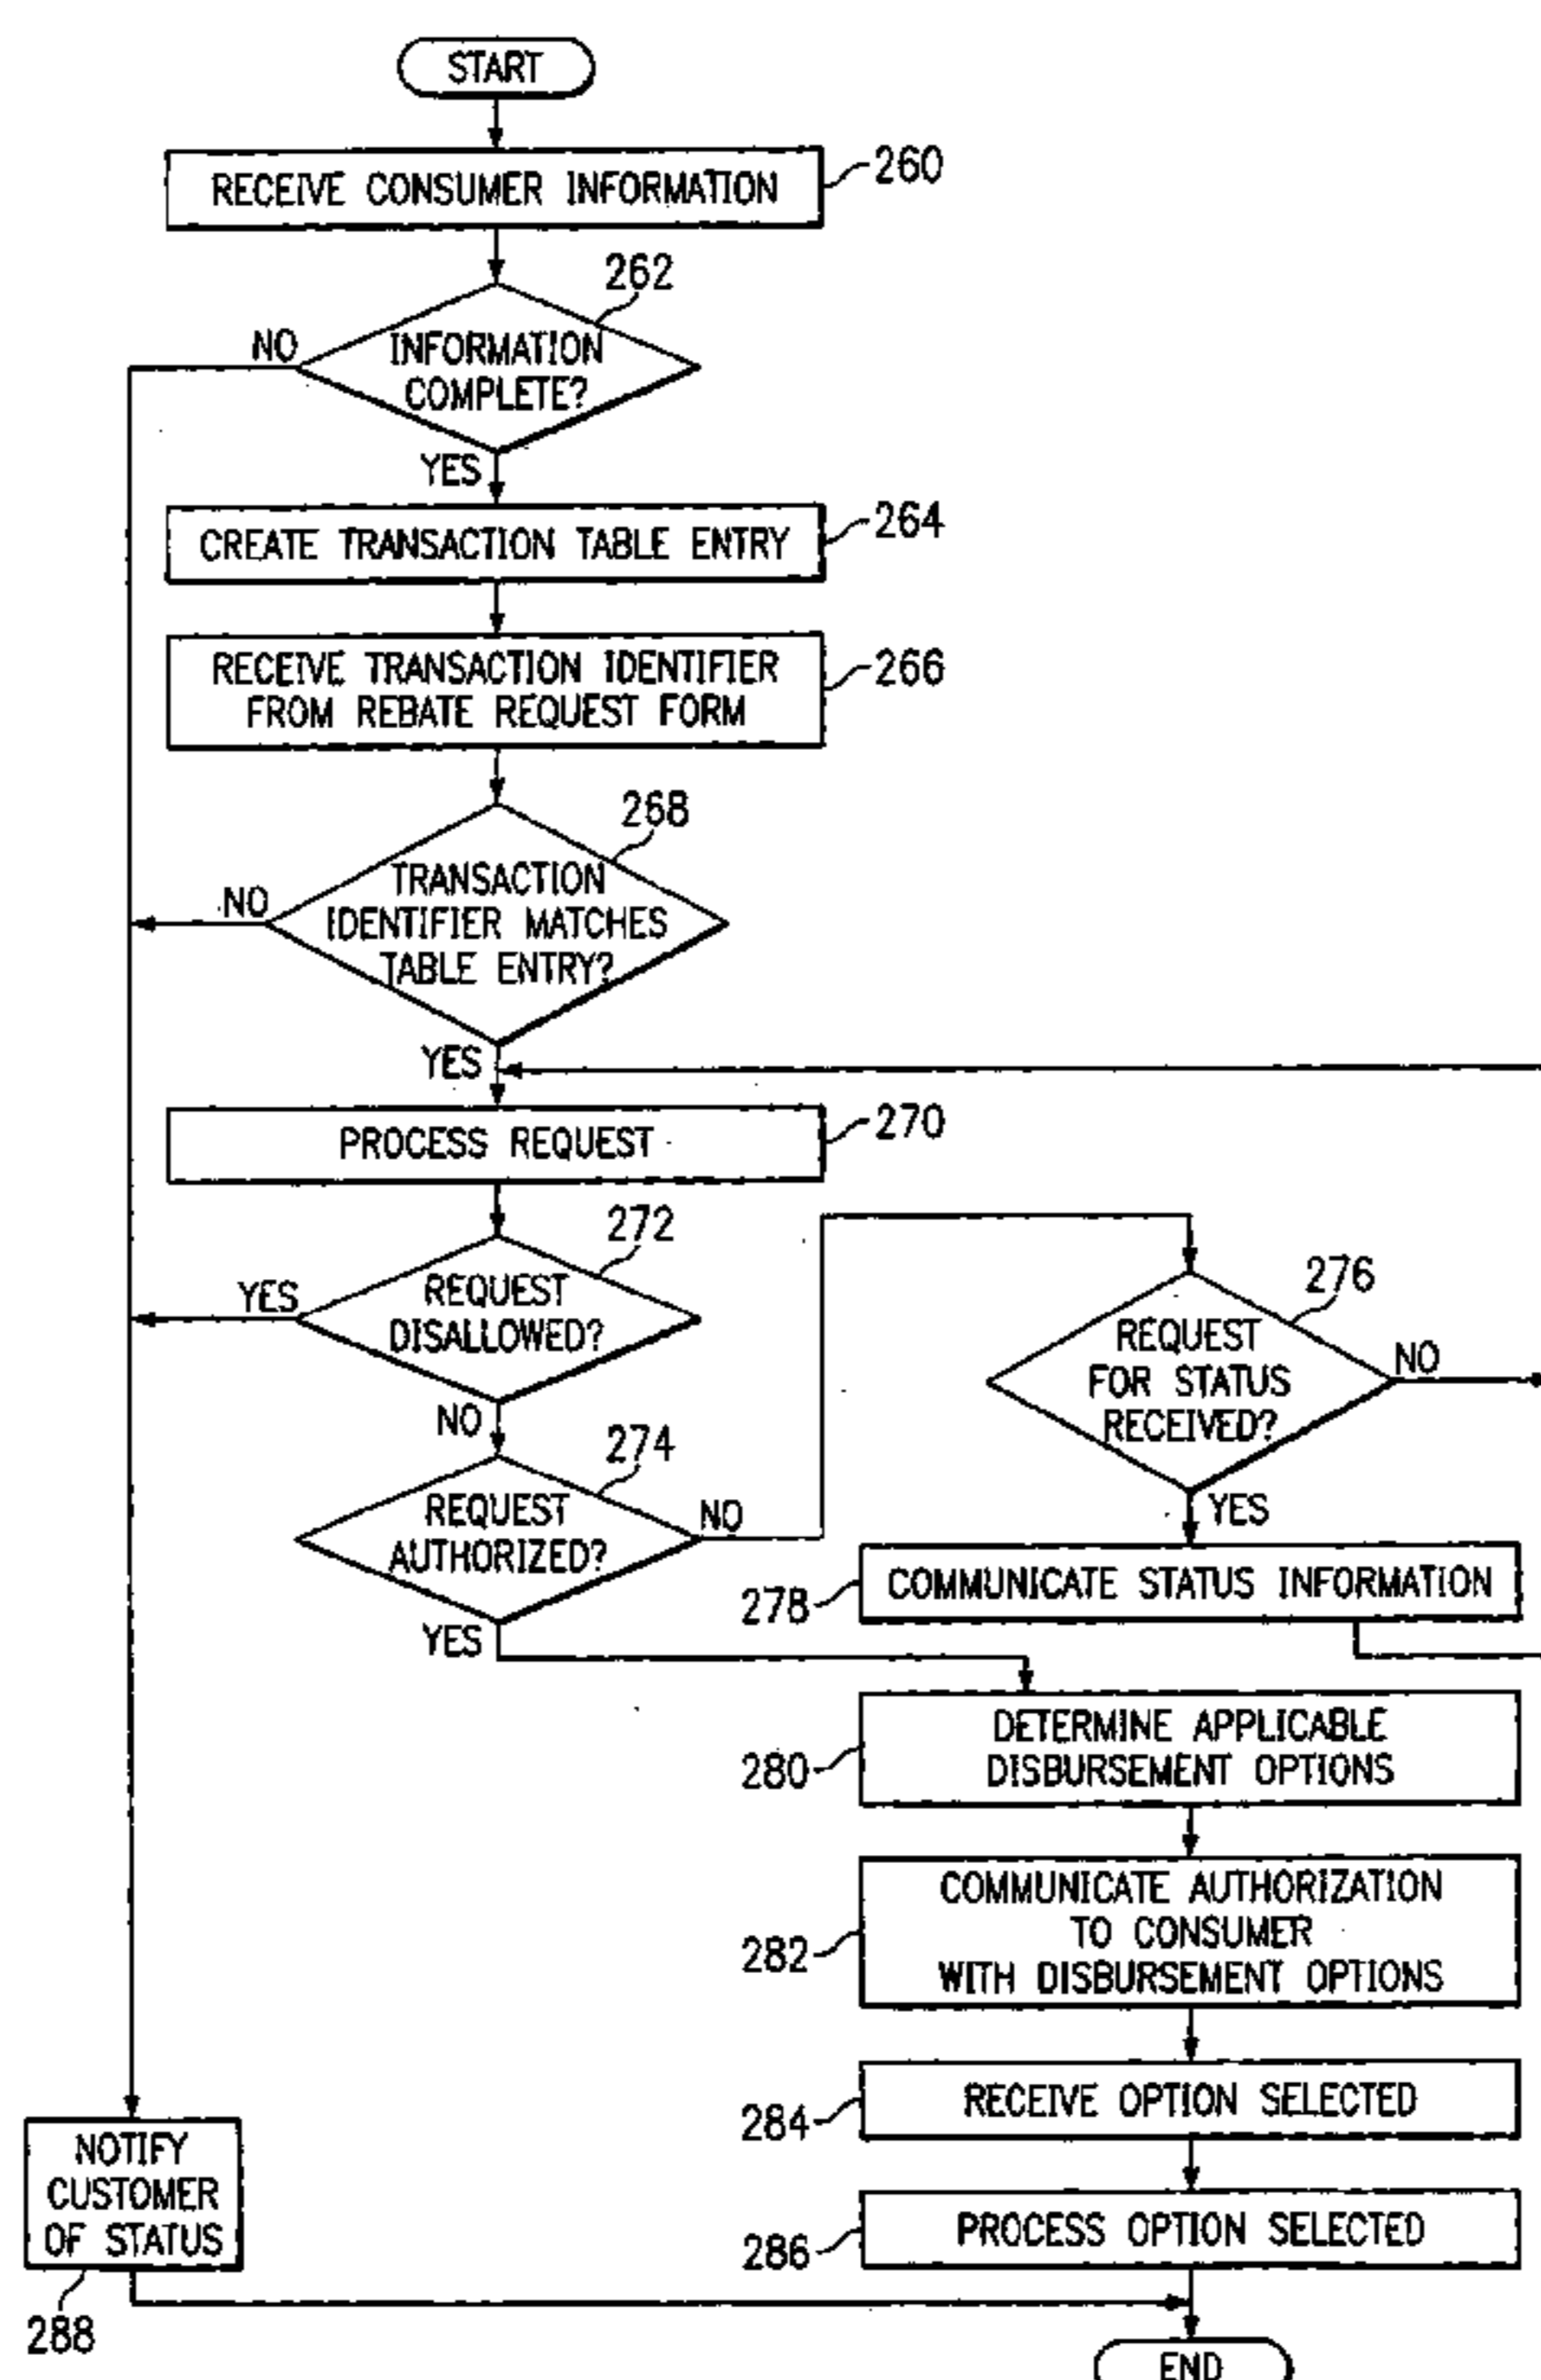 START
RECEIVE CONSUMER INFORMATION
260
262
NO
INFORMATION
COMPLETE?
YES
CREATE TRANSACTION TABLE ENTRY
264
RECEIVE TRANSACTION IDENTIFIER
FROM REBATE REQUEST FORM
266
268
NO
TRANSACTION
IDENTIFIER MATCHES
TABLE ENTRY?
YES
PROCESS REQUEST
270
272
YES
REQUEST
DISALLOWED?
NO
274
REQUEST
AUTHORIZED?
NO
YES
276
REQUEST
FOR STATUS
RECEIVED?
NO
YES
278
COMMUNICATE STATUS INFORMATION
280
DETERMINE APPLICABLE
DISBURSEMENT OPTIONS
282
COMMUNICATE AUTHORIZATION
TO CONSUMER
WITH DISBURSEMENT OPTIONS
284
RECEIVE OPTION SELECTED
286
PROCESS OPTION SELECTED
NOTIFY
CUSTOMER
OF STATUS
288
END